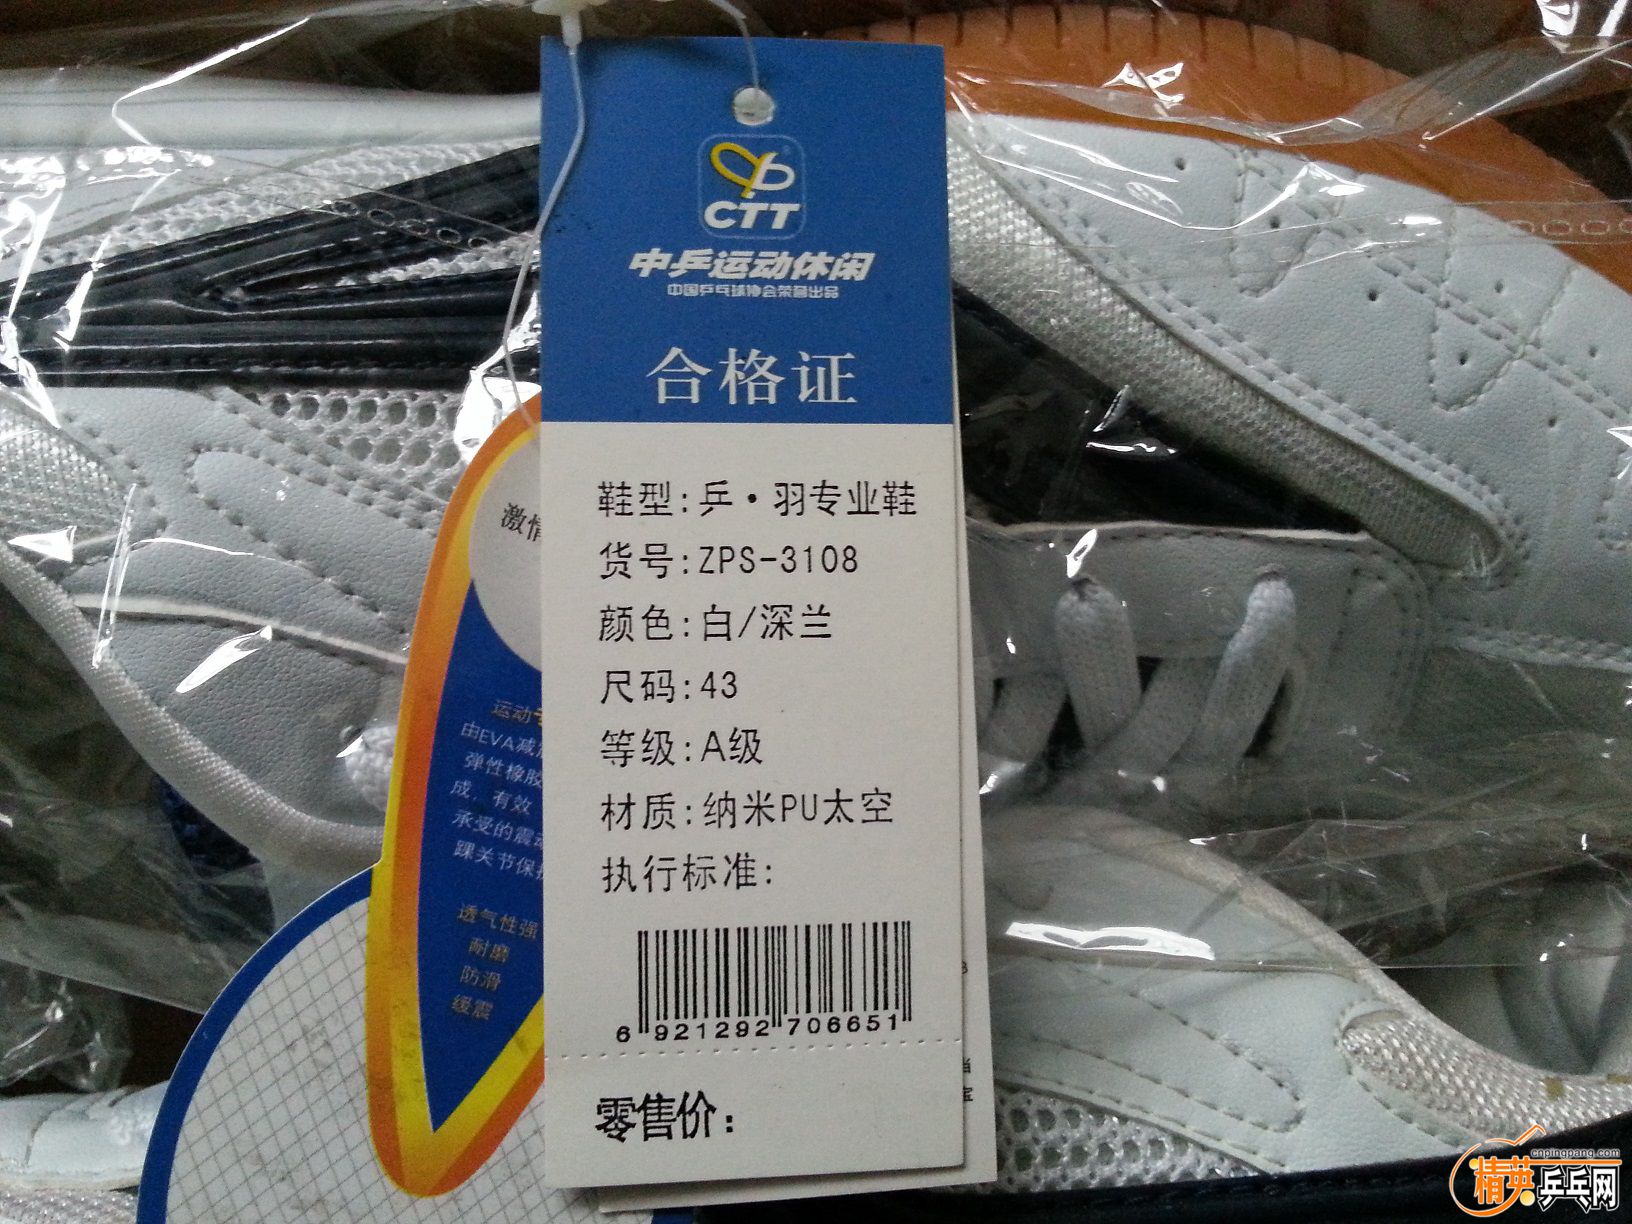 CTT
中乒运动休闲
中国乒乓球协会荣誉出品
合格证
鞋型:乒·羽专业鞋
货号:ZPS-3108
颜色:白/深兰
尺码:43
等级:A级
材质:纳米PU太空
执行标准:
6 921292 706651
零售价:
激情
运动
由EVA减
弹性橡胶
成,有效
承受的震
踝关节保
透气性强
耐磨
防滑
缓震
cnpingpang.com
精英乒乓网